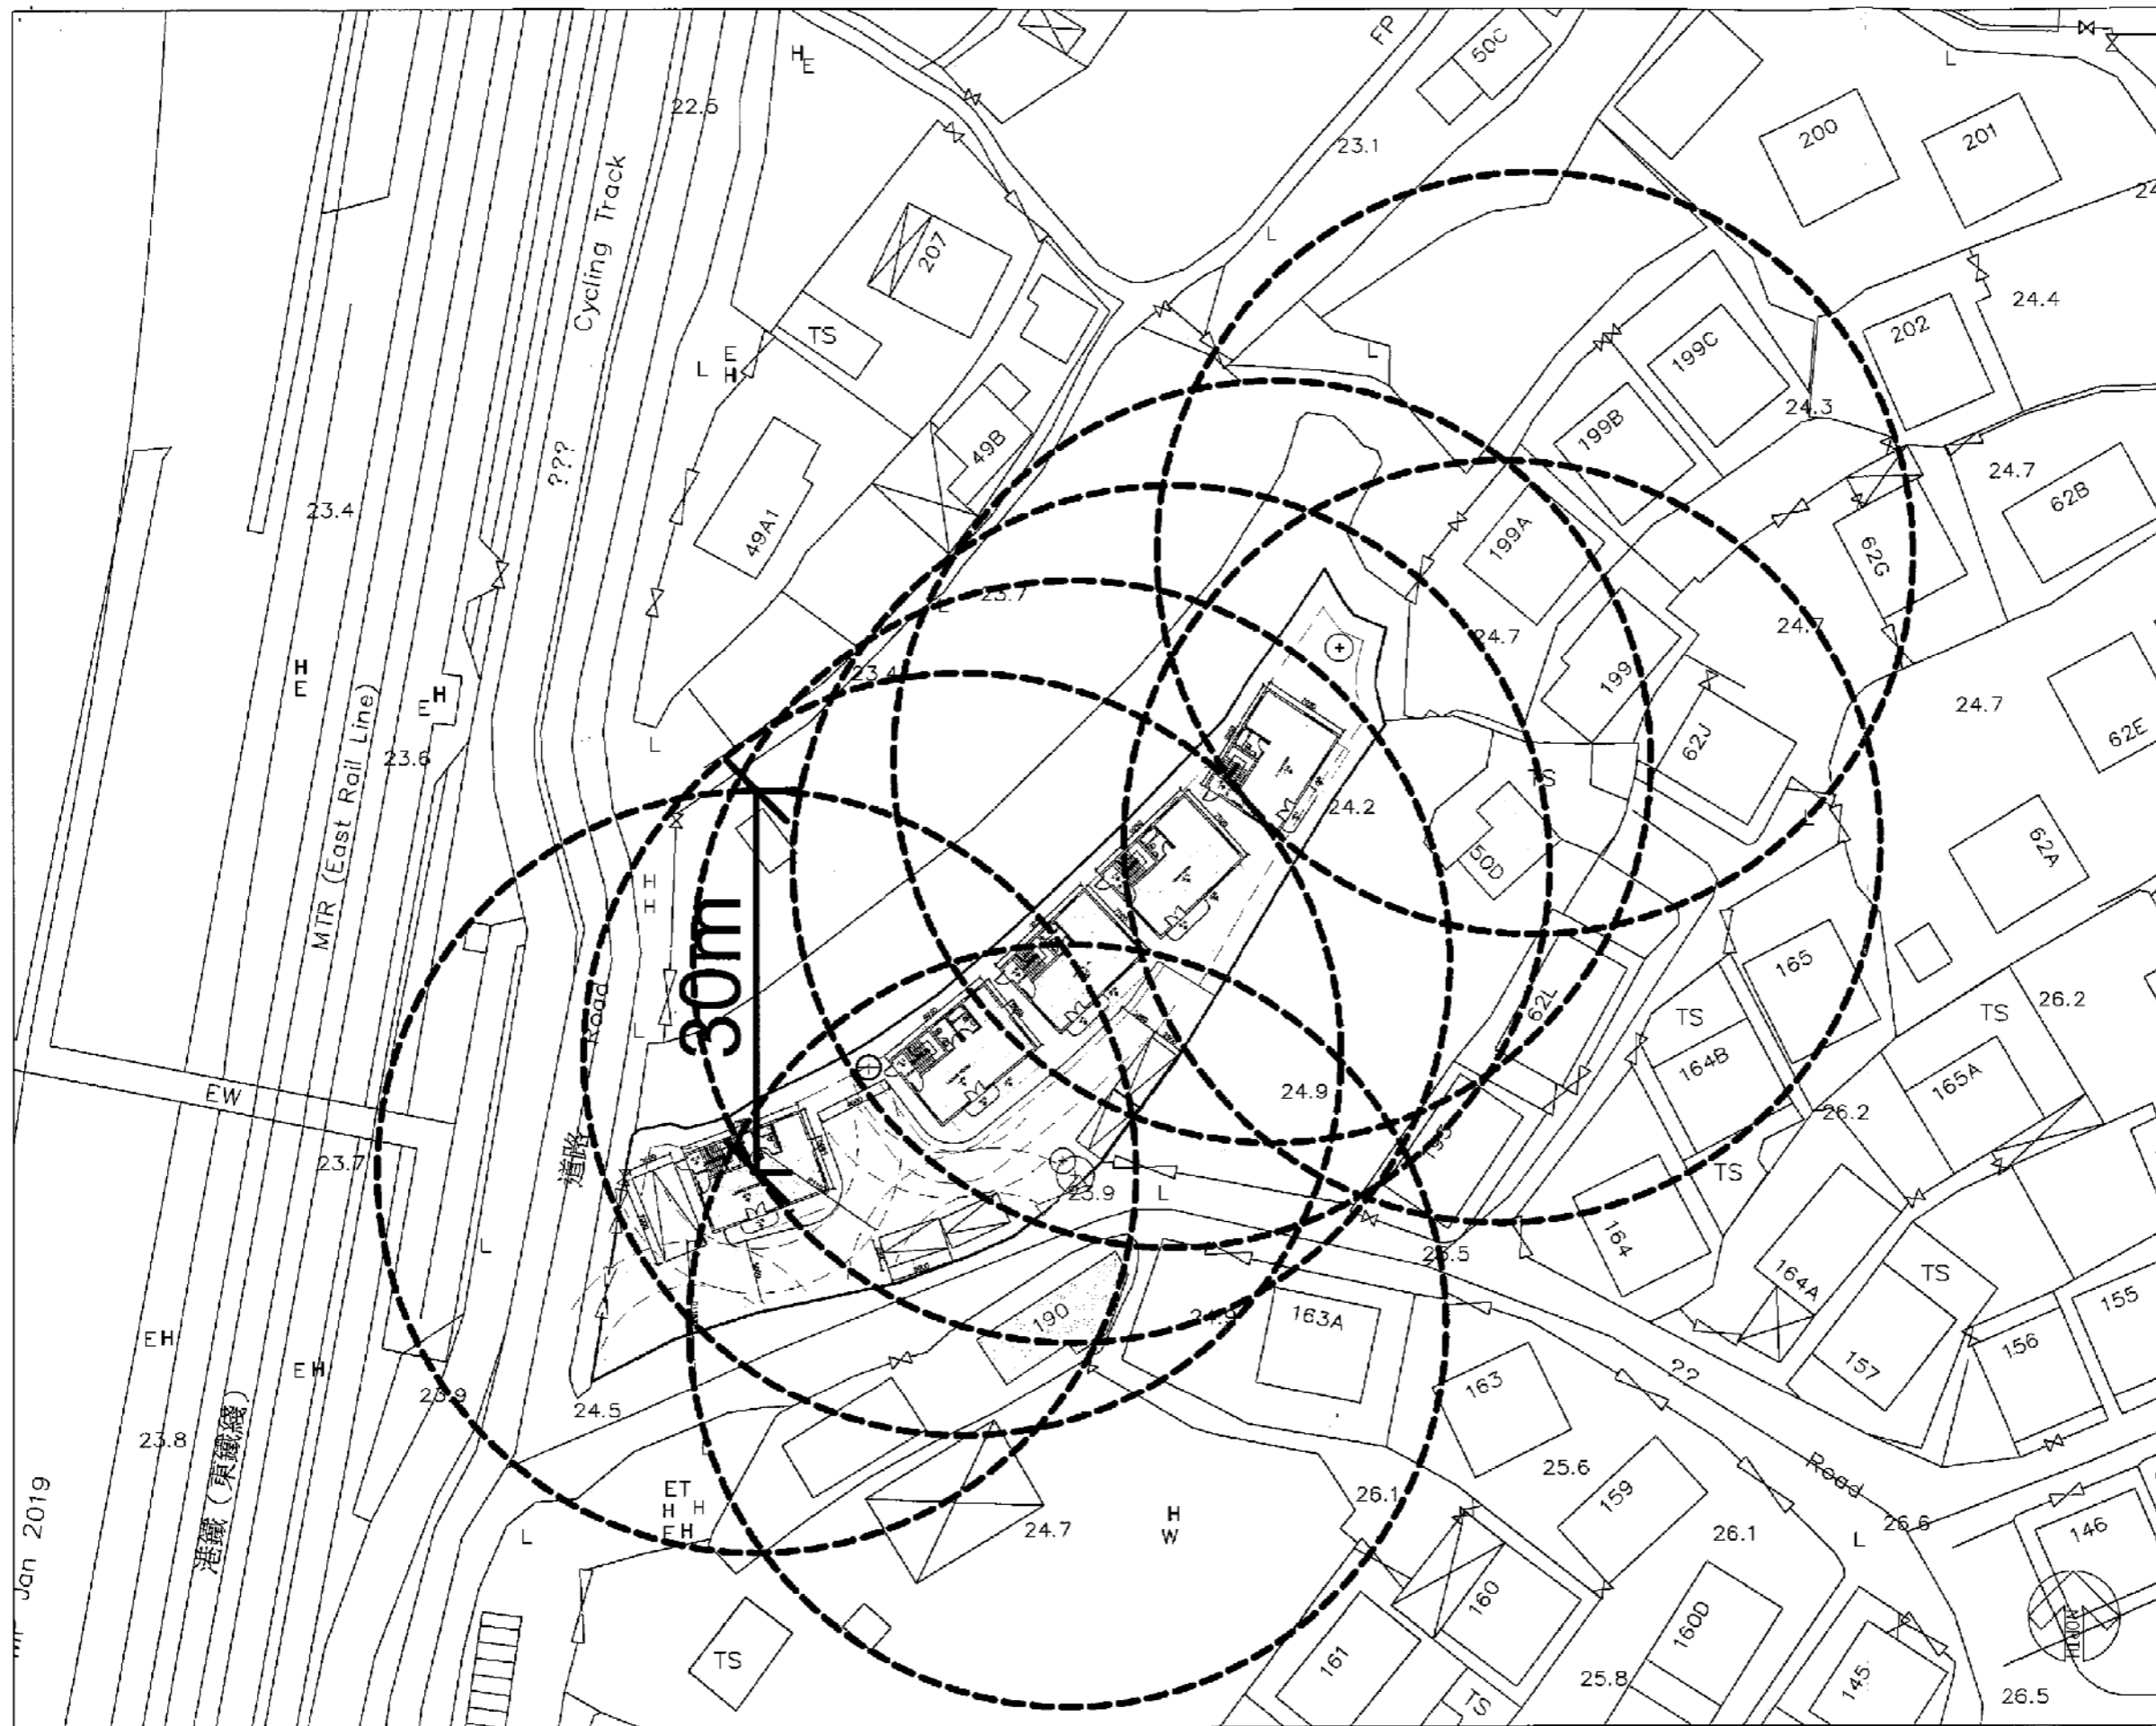 H
E
FP
50C
L
22.5
23.1
200
201
24
Cycling Track
207
L
24.4
TS
E
L H
L
199C
202
24.3
???
49B
199B
24.7
62B
23.4
49A1
199A
62G
23.7
L
24.7
24.7
H
E
23.4
199
24.7
EH
L
62J
62E
MTR (East Rail Line)
23.6
TS
24.2
L
62A
H
H
50D
30m
165
Road
L
62L
TS
TS
26.2
164B
165A
EW
24.9
26.2
道路
23.7
TS
23.9
L
164
L
25.5
TS
164A
190
163A
155
EH
EH
157
156
22
23.9
24.5
163
23.8
港鐵（東鐵綫）
Road
25.6
Jan 2019
ET
H H
EH
26.1
159
L
24.7
H
W
26.1
L
26.6
146
160
160D
NORTH
TS
161
25.8
145
TS
26.5